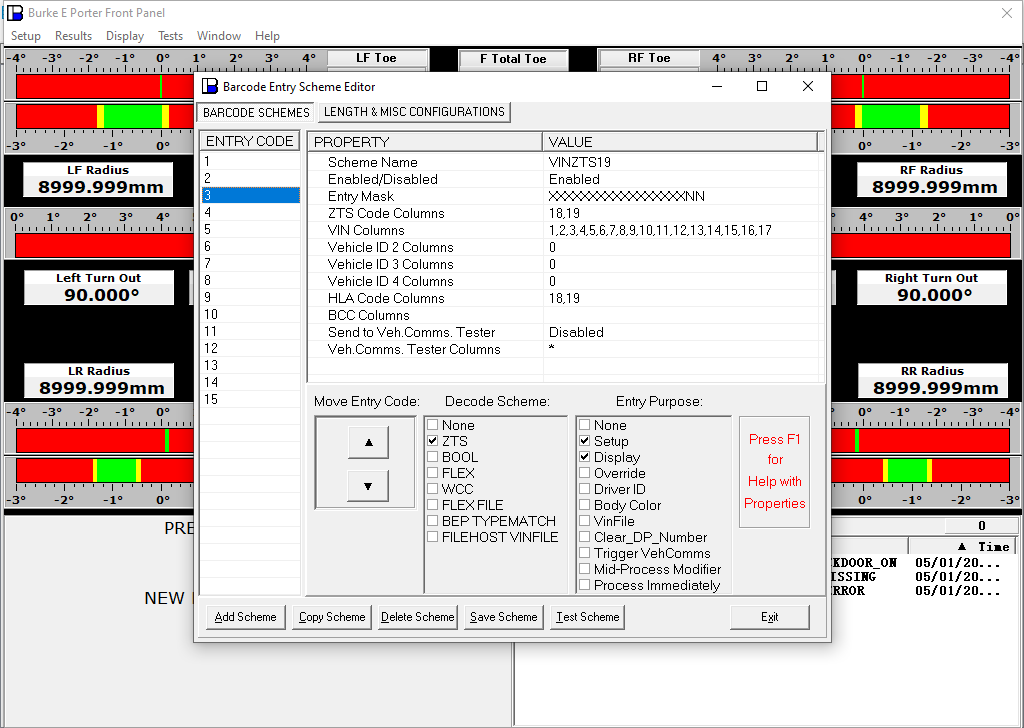 Burke E Porter Front Panel
Setup Results Display Tests Window Help
-4° -3° -2° -1° 0° 1° 2° 3° 4° LF Toe F Total Toe RF Toe 4° 3° 2° 1° 0° -1° -2° -3° -4°
Barcode Entry Scheme Editor
BARCODE SCHEMES LENGTH & MISC CONFIGURATIONS
ENTRY CODE PROPERTY VALUE
1 Scheme Name VINZTS19
2 Enabled/Disabled Enabled
3 Entry Mask XXXXXXXXXXXXXXXXXNN
4 ZTS Code Columns 18,19
5 VIN Columns 1,2,3,4,5,6,7,8,9,10,11,12,13,14,15,16,17
6 Vehicle ID 2 Columns 0
7 Vehicle ID 3 Columns 0
8 Vehicle ID 4 Columns 0
9 HLA Code Columns 18,19
10 BCC Columns
11 Send to Veh.Comms. Tester Disabled
12 Veh.Comms. Tester Columns *
13
14
15
Move Entry Code: Decode Scheme: Entry Purpose:
None
ZTS
BOOL
FLEX
WCC
FLEX FILE
BEP TYPEMATCH
FILEHOST VINFILE
None
Setup
Display
Override
Driver ID
Body Color
VinFile
Clear_DP_Number
Trigger VehComms
Mid-Process Modifier
Process Immediately
Press F1
for
Help with
Properties
Add Scheme Copy Scheme Delete Scheme Save Scheme Test Scheme Exit
-3° -2° -1° 0°
0° -1° -2° -3°
LF Radius
8999.999mm
RF Radius
8999.999mm
0° 1° 2° 3° 4°
4° 3° 2° 1° 0°
Left Turn Out
90.000°
Right Turn Out
90.000°
LR Radius
8999.999mm
RR Radius
8999.999mm
-4° -3° -2° -1° 0°
0° -1° -2° -3° -4°
-3° -2° -1° 0°
0° -1° -2° -3°
PRE
NEW
0
Time
KDOOR_ON 05/01/20...
ISSING 05/01/20...
RROR 05/01/20...